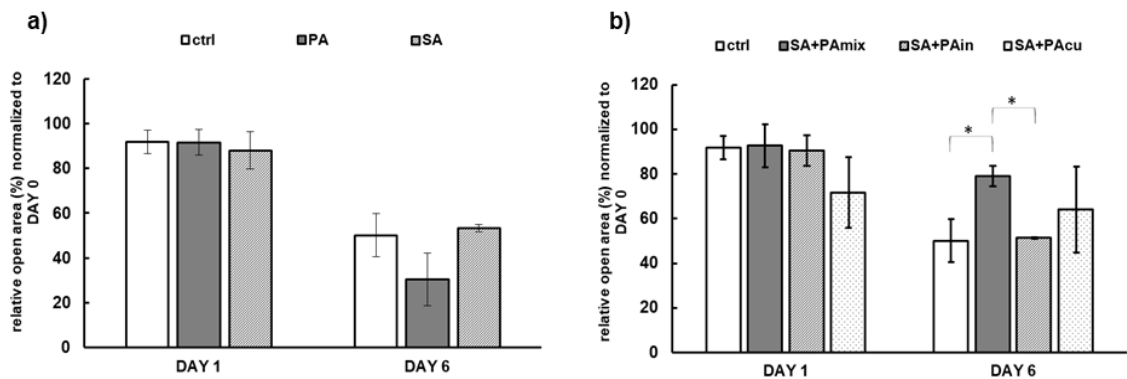 a)
ctrl PA SA
relative open area (%) normalized to
DAY 0
120
100
80
60
40
20
0
DAY 1 DAY 6
b)
ctrl SA+PAmix SA+PAin SA+PAcu
relative open area (%) normalized to
DAY 0
120
100
80
60
40
20
0
* *
DAY 1 DAY 6